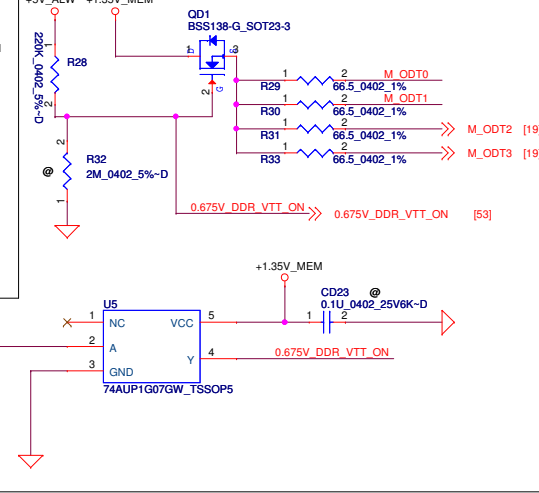 +5V_ALW +1.35V_MEM
QD1
BSS138-G_SOT23-3
D
S
1
3
2
G
220K_0402_5%~D
1
2
R28
R29
1
2
M_ODT0
66.5_0402_1%
R30
1
2
M_ODT1
66.5_0402_1%
R31
1
2
M_ODT2 [19]
66.5_0402_1%
R33
1
2
M_ODT3 [19]
66.5_0402_1%
2
@
R32
2M_0402_5%~D
1
0.675V_DDR_VTT_ON
0.675V_DDR_VTT_ON [53]
+1.35V_MEM
CD23 @
0.1U_0402_25V6K~D
1
2
U5
1 NC
VCC 5
2 A
Y 4
0.675V_DDR_VTT_ON
3 GND
74AUP1G07GW_TSSOP5